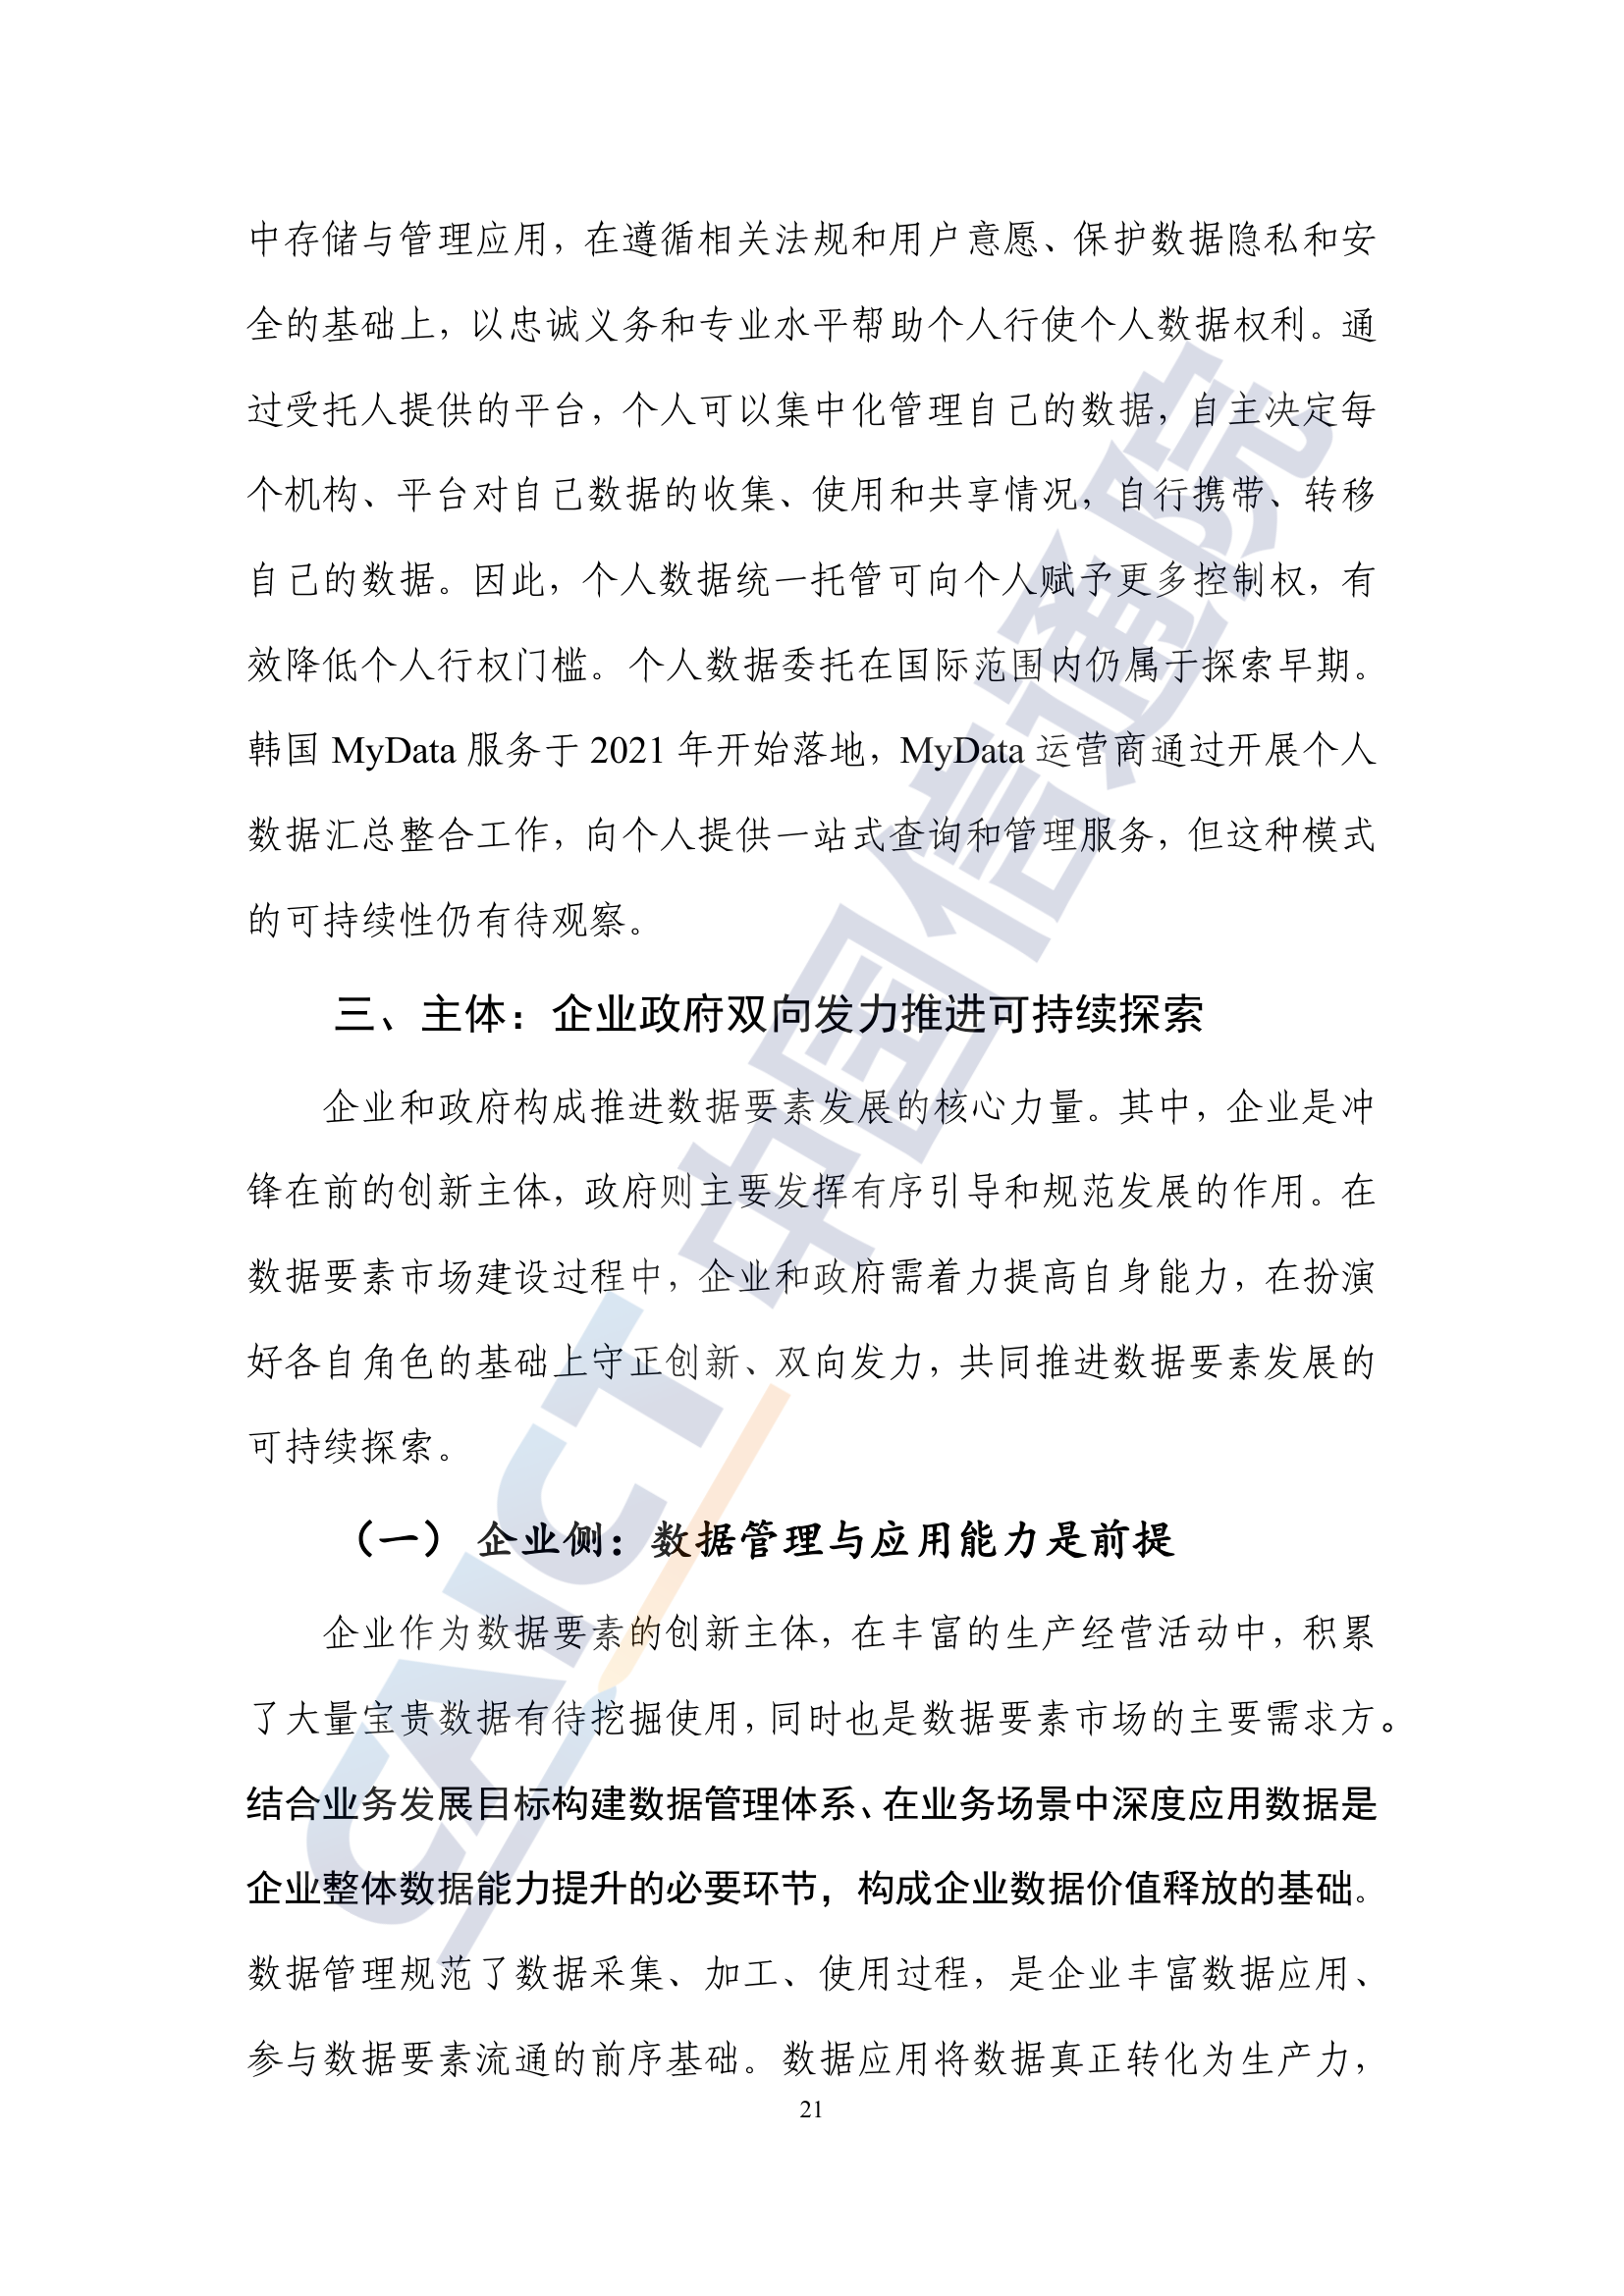 中存储与管理应用，在遵循相关法规和用户意愿、保护数据隐私和安
全的基础上，以忠诚义务和专业水平帮助个人行使个人数据权利。通
过受托人提供的平台，个人可以集中化管理自己的数据，自主决定每
个机构、平台对自己数据的收集、使用和共享情况，自行携带、转移
自己的数据。因此，个人数据统一托管可向个人赋予更多控制权，有
效降低个人行权门槛。个人数据委托在国际范围内仍属于探索早期。
韩国 MyData 服务于 2021 年开始落地，MyData 运营商通过开展个人
数据汇总整合工作，向个人提供一站式查询和管理服务，但这种模式
的可持续性仍有待观察。
三、主体：企业政府双向发力推进可持续探索
企业和政府构成推进数据要素发展的核心力量。其中，企业是冲
锋在前的创新主体，政府则主要发挥有序引导和规范发展的作用。在
数据要素市场建设过程中，企业和政府需着力提高自身能力，在扮演
好各自角色的基础上守正创新、双向发力，共同推进数据要素发展的
可持续探索。
（一） 企业侧：数据管理与应用能力是前提
企业作为数据要素的创新主体，在丰富的生产经营活动中，积累
了大量宝贵数据有待挖掘使用，同时也是数据要素市场的主要需求方。
结合业务发展目标构建数据管理体系、在业务场景中深度应用数据是
企业整体数据能力提升的必要环节，构成企业数据价值释放的基础。
数据管理规范了数据采集、加工、使用过程，是企业丰富数据应用、
参与数据要素流通的前序基础。数据应用将数据真正转化为生产力，
21
CAICT 中国信通院